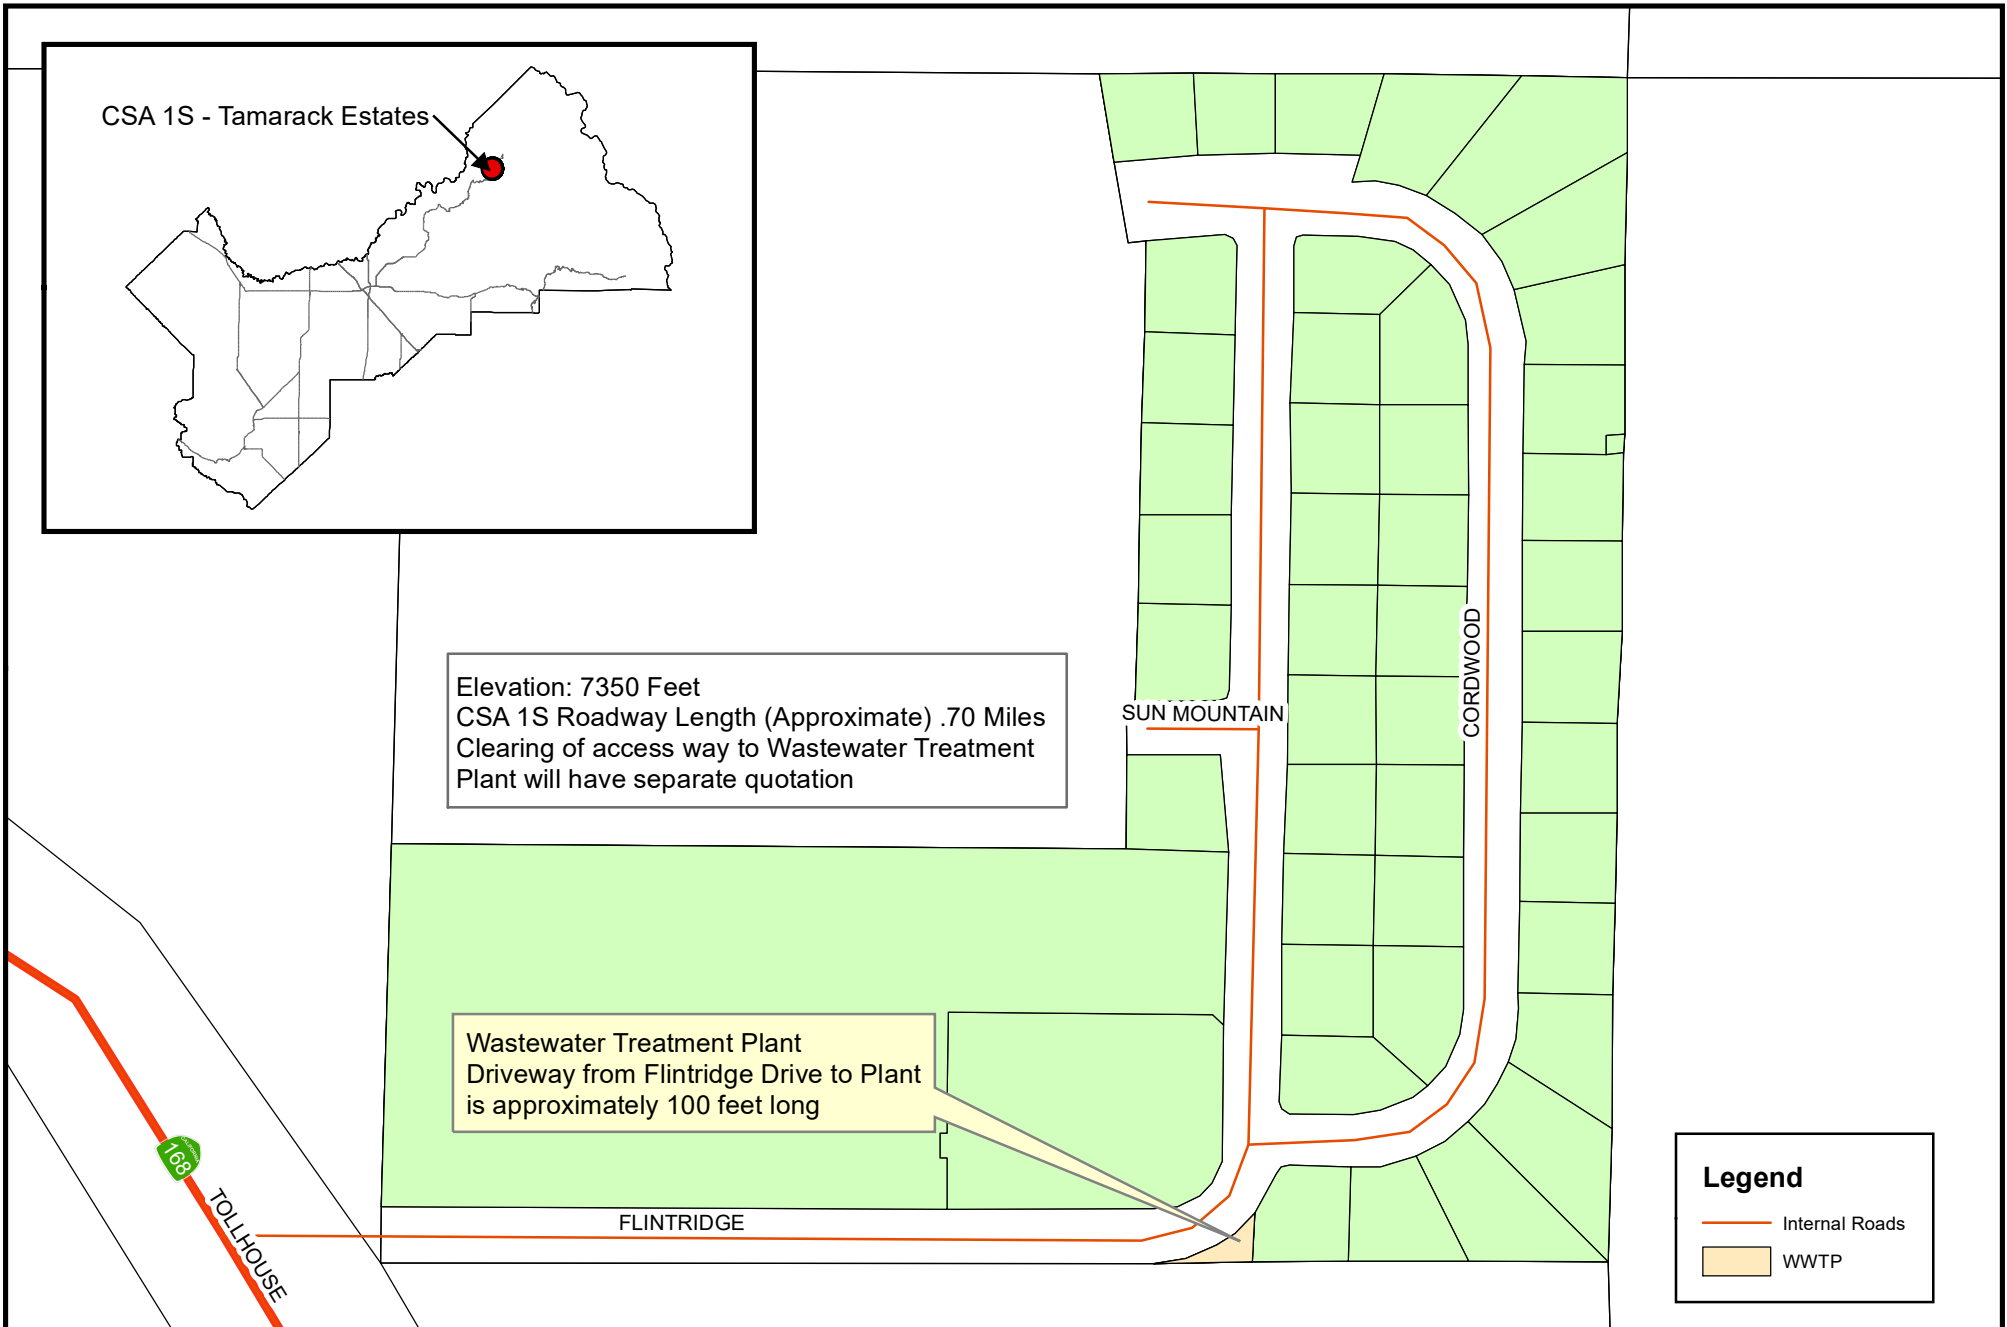 CSA 1S - Tamarack Estates
Elevation: 7350 Feet
CSA 1S Roadway Length (Approximate) .70 Miles
Clearing of access way to Wastewater Treatment
Plant will have separate quotation
SUN MOUNTAIN
CORDWOOD
Wastewater Treatment Plant
Driveway from Flintridge Drive to Plant
is approximately 100 feet long
CALIFORNIA
168
TOLLHOUSE
FLINTRIDGE
Legend
Internal Roads
WWTP